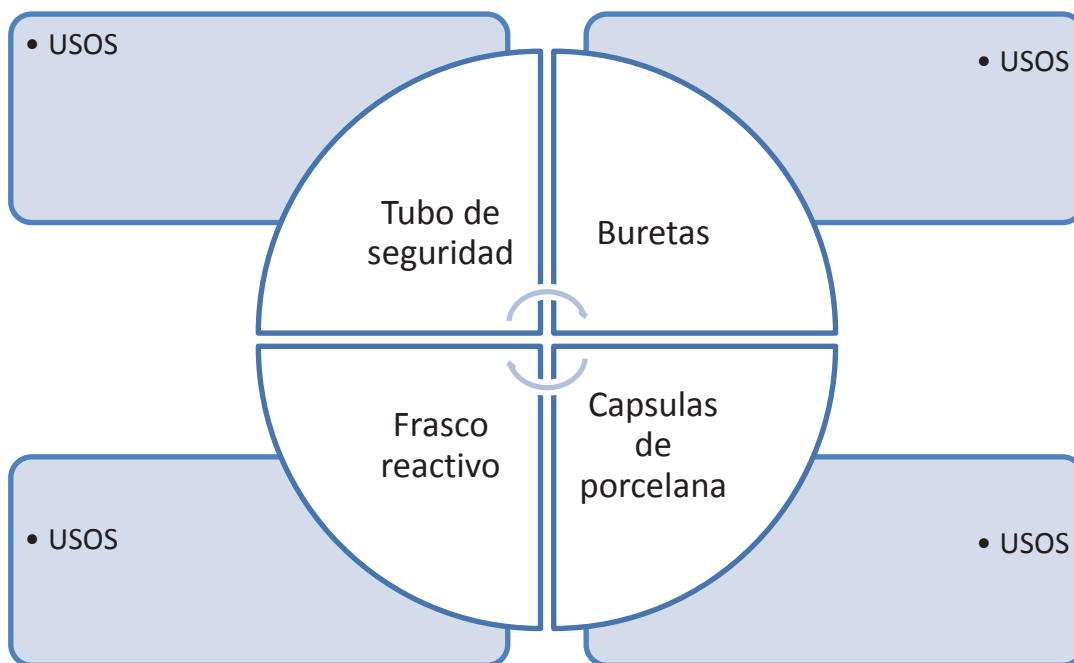 • USOS
• USOS
Tubo de
seguridad
Buretas
Frasco
reactivo
Capsulas
de
porcelana
• USOS
• USOS